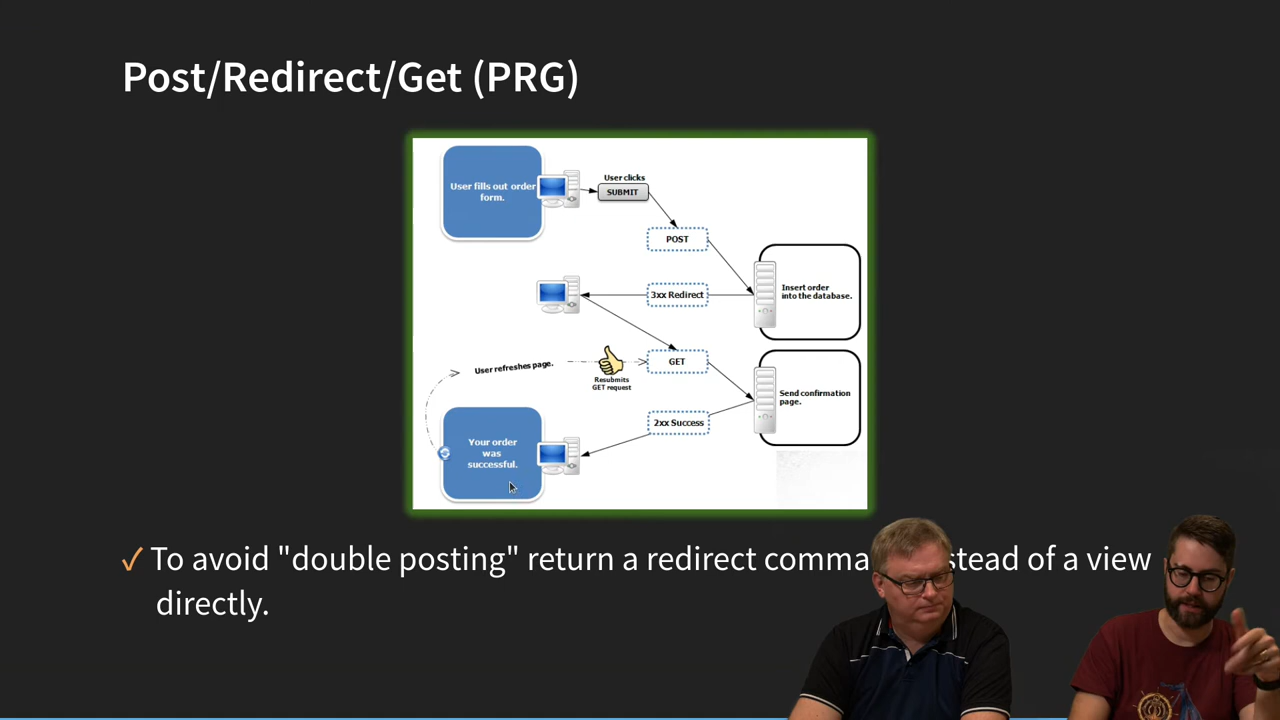 Post/Redirect/Get (PRG)
User fills out order
form.
User clicks
SUBMIT
POST
Insert order
into the database.
3xx Redirect
User refreshes page.
Resubmits
GET request
GET
Send confirmation
page.
2xx Success
Your order
was
successful.
✓ To avoid "double posting" return a redirect comma stead of a view
directly.